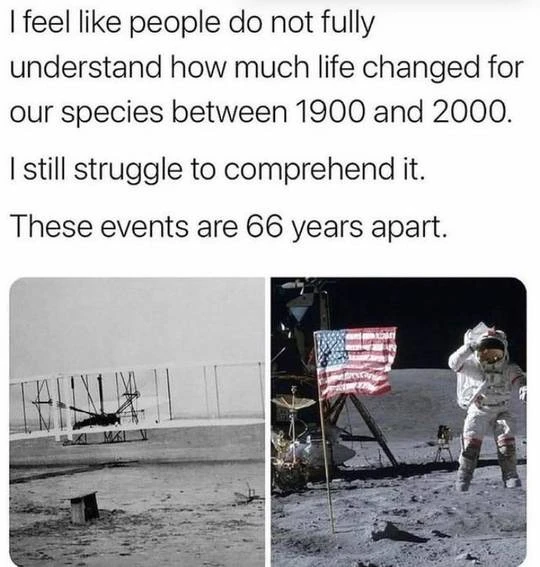 I feel like people do not fully
understand how much life changed for
our species between 1900 and 2000.
I still struggle to comprehend it.
These events are 66 years apart.